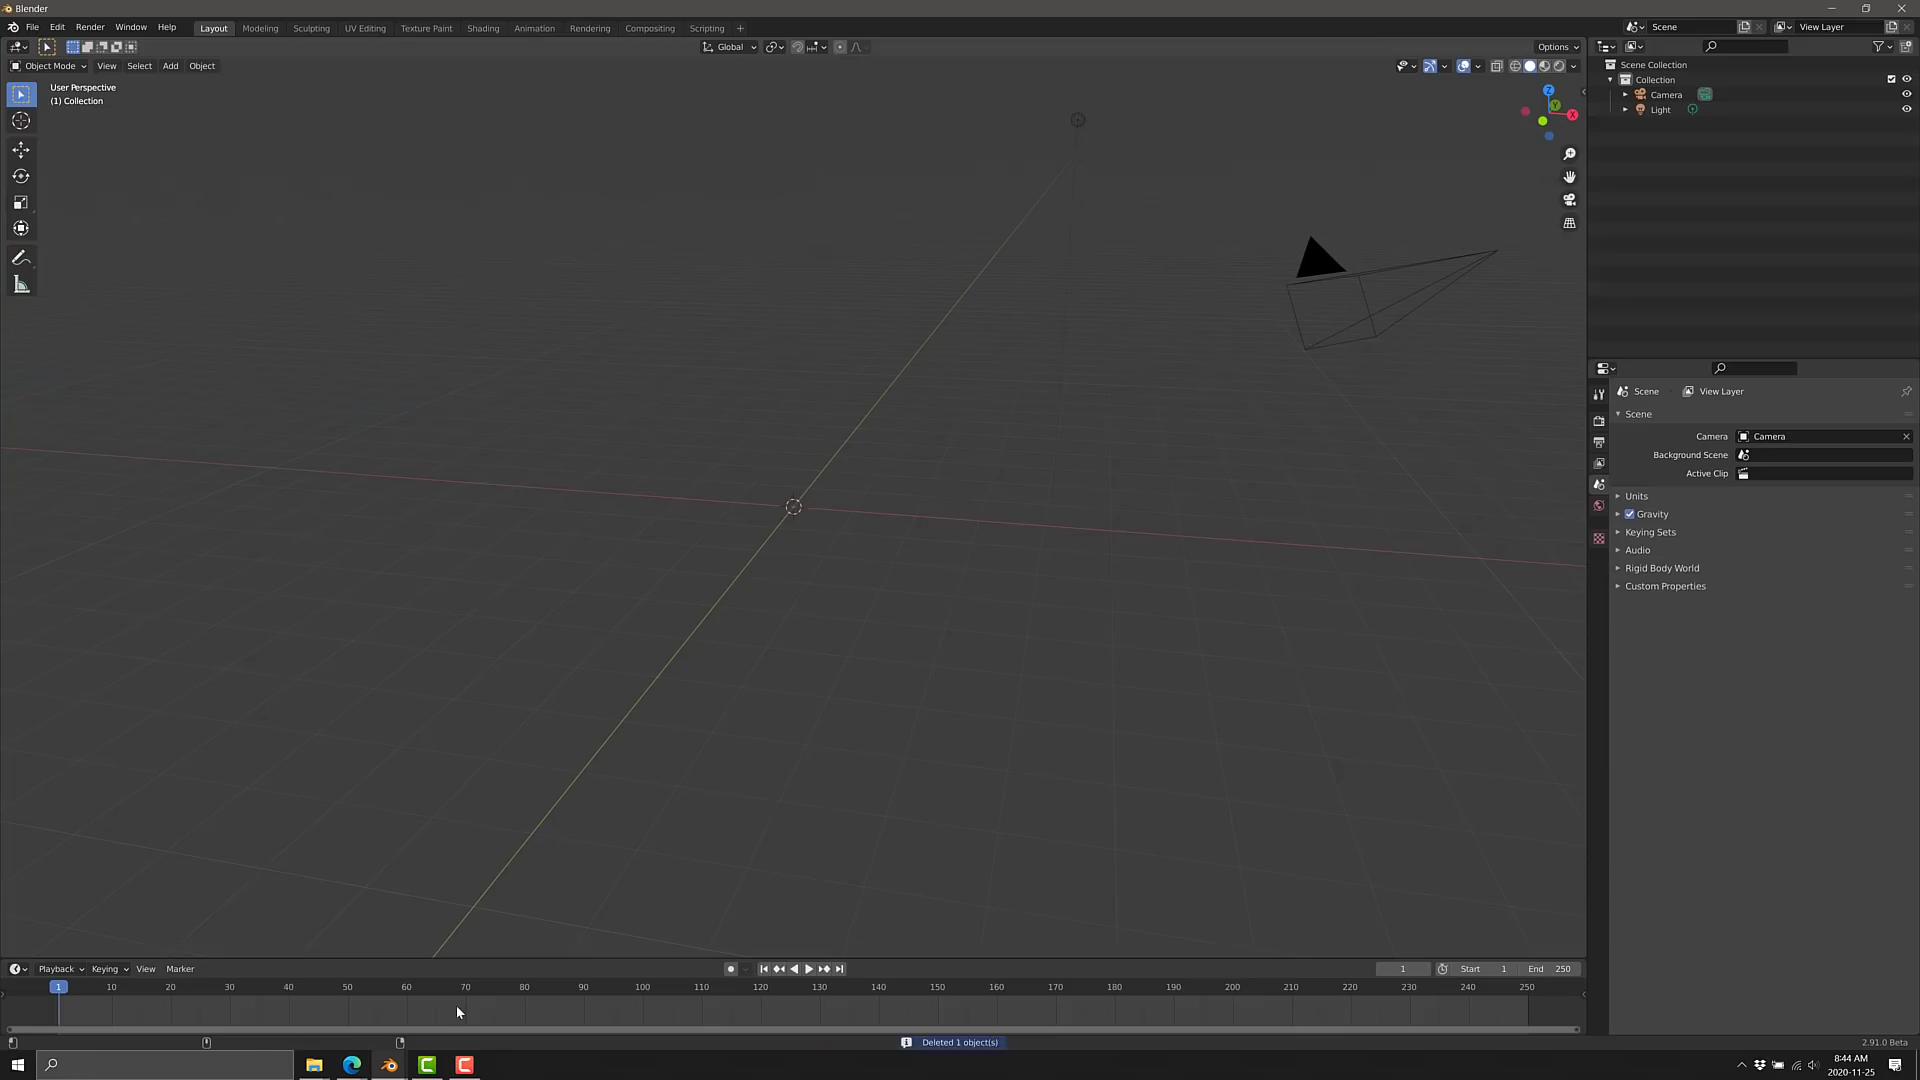 Blender
File Edit Render Window Help Layout Modeling Sculpting UV Editing Texture Paint Shading Animation Rendering Compositing Scripting + Scene View Layer
Global Options
Object Mode View Select Add Object
User Perspective
(1) Collection
Z
Y
X
Scene Collection
Collection
Camera
Light
Scene View Layer
Scene
Camera Camera
Background Scene
Active Clip
Units
Gravity
Keying Sets
Audio
Rigid Body World
Custom Properties
Playback Keying View Marker 1 Start 1 End 250
1 10 20 30 40 50 60 70 80 90 100 110 120 130 140 150 160 170 180 190 200 210 220 230 240 250
Deleted 1 object(s) 2.91.0 Beta
8:44 AM
2020-11-25